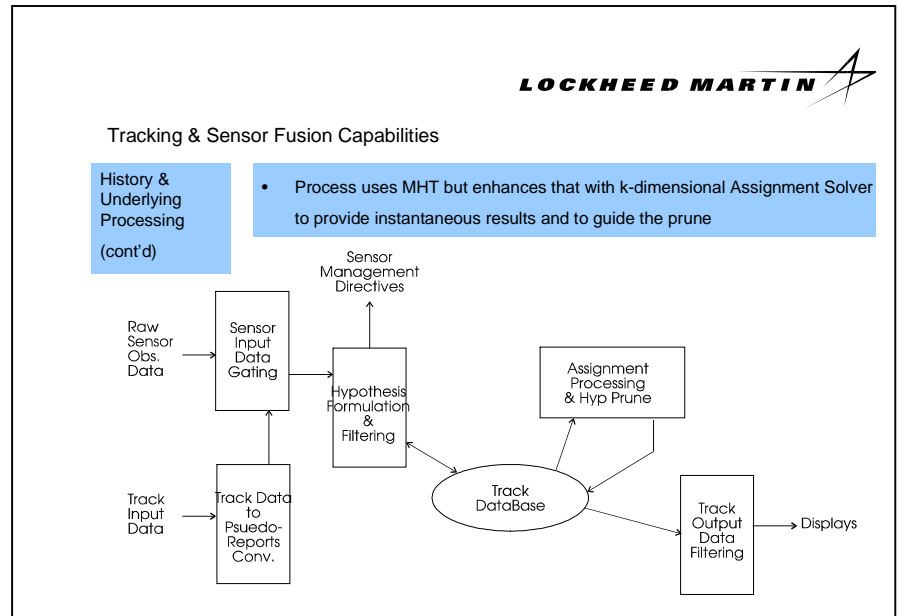 LOCKHEED MARTIN
Tracking & Sensor Fusion Capabilities
History &
Underlying
Processing
(cont'd)
• Process uses MHT but enhances that with k-dimensional Assignment Solver
to provide instantaneous results and to guide the prune
Sensor
Management
Directives
Raw
Sensor
Obs.
Data
Sensor
Input
Data
Gating
Hypothesis
Formulation
&
Filtering
Assignment
Processing
& Hyp Prune
Track
Input
Data
Track Data
to
Psuedo-
Reports
Conv.
Track
DataBase
Track
Output
Data
Filtering
Displays